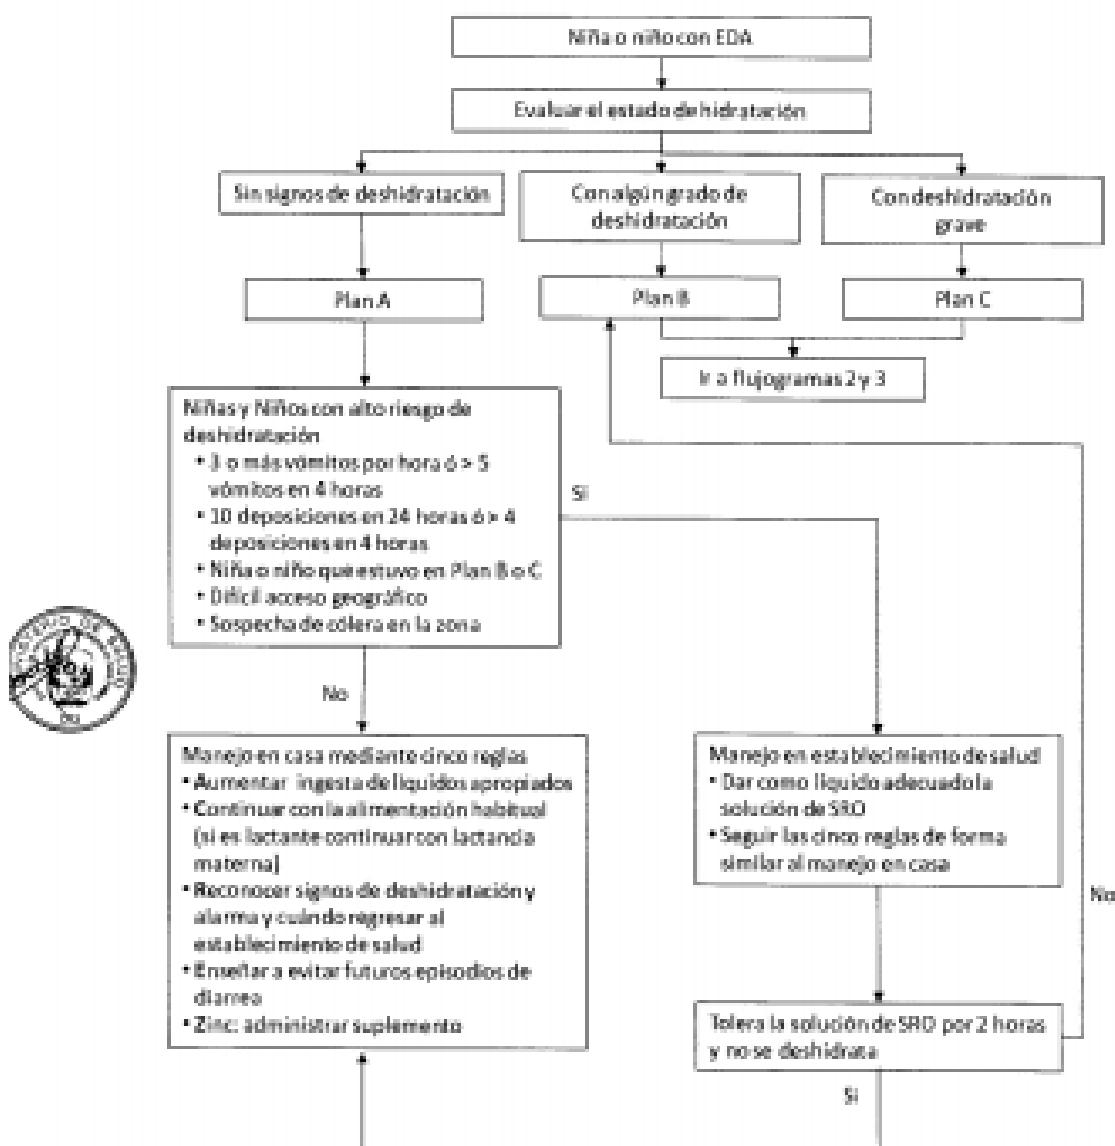 Niña o niño con EDA
Evaluar el estado de hidratación
Sin signos de deshidratación
Con algún grado de
deshidratación
Con deshidratación
grave
Plan A
Plan B
Plan C
Ir a flujogramas 2 y 3
Niñas y Niños con alto riesgo de
deshidratación
• 3 o más vómitos por hora ó > 5
vómitos en 4 horas
• 10 deposiciones en 24 horas ó > 4
deposiciones en 4 horas
• Niña o niño que estuvo en Plan B o C
• Difícil acceso geográfico
• Sospecha de cólera en la zona
Si
No
Manejo en casa mediante cinco reglas
• Aumentar ingesta de líquidos apropiados
• Continuar con la alimentación habitual
(si es lactante continuar con lactancia
materna)
• Reconocer signos de deshidratación y
alarma y cuándo regresar al
establecimiento de salud
• Enseñar a evitar futuros episodios de
diarrea
• Zinc: administrar suplemento
Manejo en establecimiento de salud
• Dar como líquido adecuado la
solución de SRO
• Seguir las cinco reglas de forma
similar al manejo en casa
No
Tolera la solución de SRO por 2 horas
y no se deshidrata
Si
DE